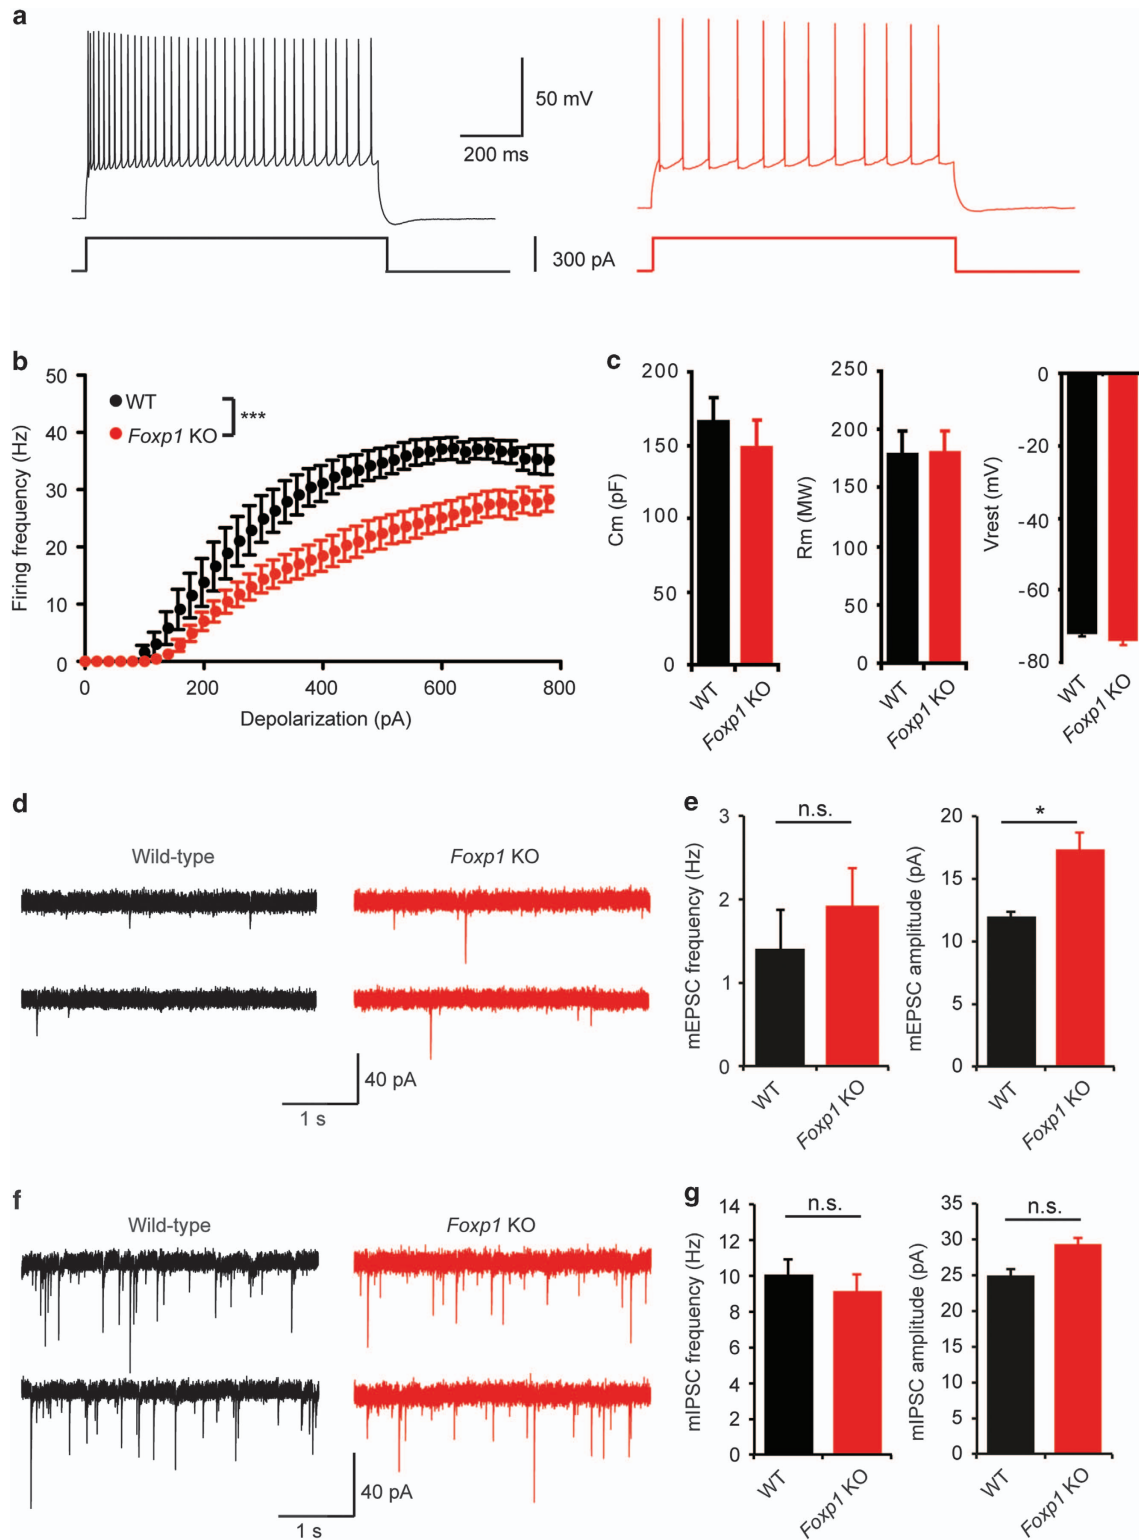 a
50 mV
200 ms
300 pA
b
50
40
30
20
10
0
Firing frequency (Hz)
WT
Foxp1 KO
***
0 200 400 600 800
Depolarization (pA)
c
200
150
100
50
0
Cm (pF)
WT
Foxp1 KO
250
200
150
100
50
0
Rm (MW)
WT
Foxp1 KO
0
-20
-40
-60
-80
Vrest (mV)
WT
Foxp1 KO
d
Wild-type
Foxp1 KO
40 pA
1 s
e
3
2
1
0
mEPSC frequency (Hz)
n.s.
WT
Foxp1 KO
20
15
10
5
0
mEPSC amplitude (pA)
*
WT
Foxp1 KO
f
Wild-type
Foxp1 KO
40 pA
1 s
g
14
12
10
8
6
4
2
0
mIPSC frequency (Hz)
n.s.
WT
Foxp1 KO
35
30
25
20
15
10
5
0
mIPSC amplitude (pA)
n.s.
WT
Foxp1 KO